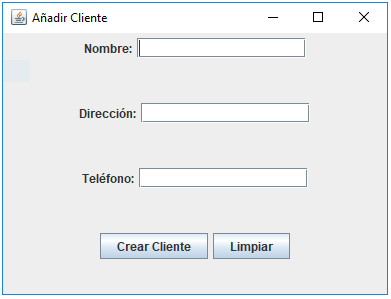 Añadir Cliente
Nombre:
Dirección:
Teléfono:
Crear Cliente Limpiar